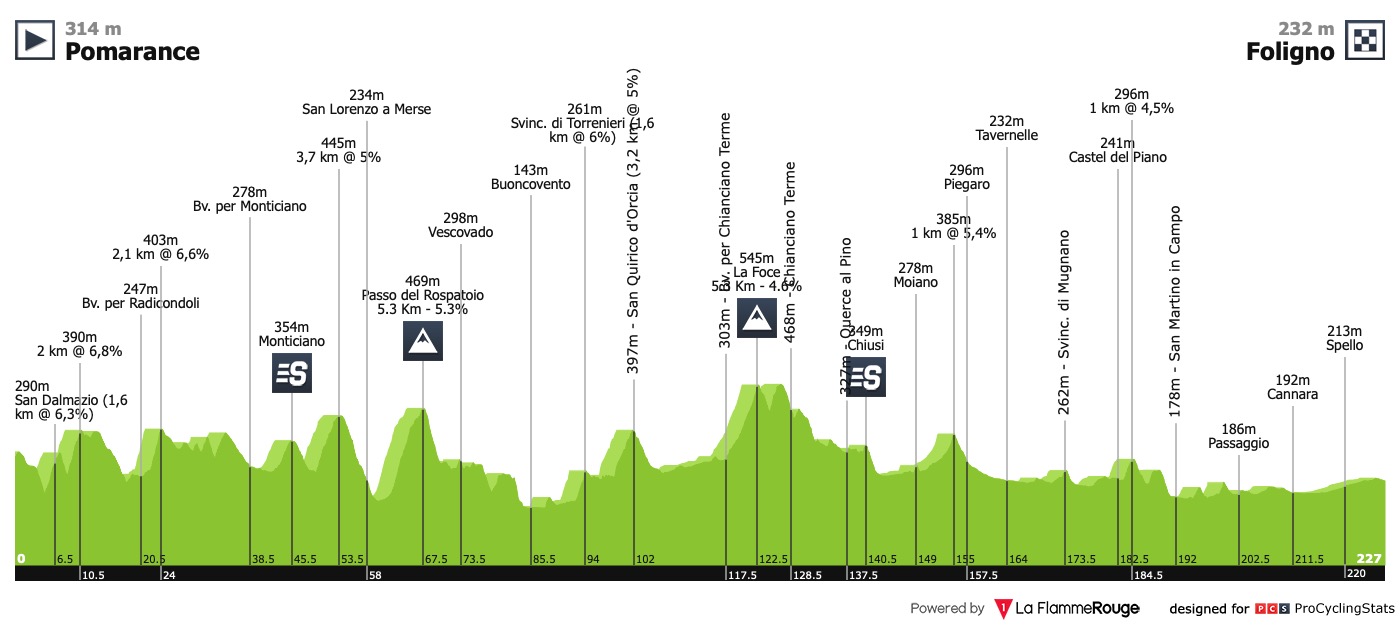 314 m
Pomarance
232 m
Foligno
290m
San Dalmazio (1,6
km @ 6,3%)
390m
2 km @ 6,8%
247m
Bv. per Radicondoli
403m
2,1 km @ 6,6%
278m
Bv. per Monticiano
354m
Monticiano
S
445m
3,7 km @ 5%
234m
San Lorenzo a Merse
469m
Passo del Rospatoio
5.3 Km - 5.3%
298m
Vescovado
143m
Buoncovento
261m
Svinc. di Torrenieri (1,6
km @ 6%)
397m - San Quirico d'Orcia (3,2 km @ 5%)
303m - Bv. per Chianciano Terme
545m
La Foce
5.8 Km - 4.6%
468m - Chianciano Terme
327m - Querce al Pino
349m
Chiusi
S
278m
Moiano
385m
1 km @ 5,4%
296m
Piegaro
232m
Tavernelle
262m - Svinc. di Mugnano
241m
Castel del Piano
296m
1 km @ 4,5%
178m - San Martino in Campo
186m
Passaggio
192m
Cannara
213m
Spello
0 6.5 20.5 38.5 45.5 53.5 67.5 73.5 85.5 94 102 122.5 140.5 149 155 164 173.5 182.5 192 202.5 211.5 227
10.5 24 58 117.5 128.5 137.5 157.5 184.5 220
Powered by 1 La FlammeRouge designed for PCS ProCyclingStats